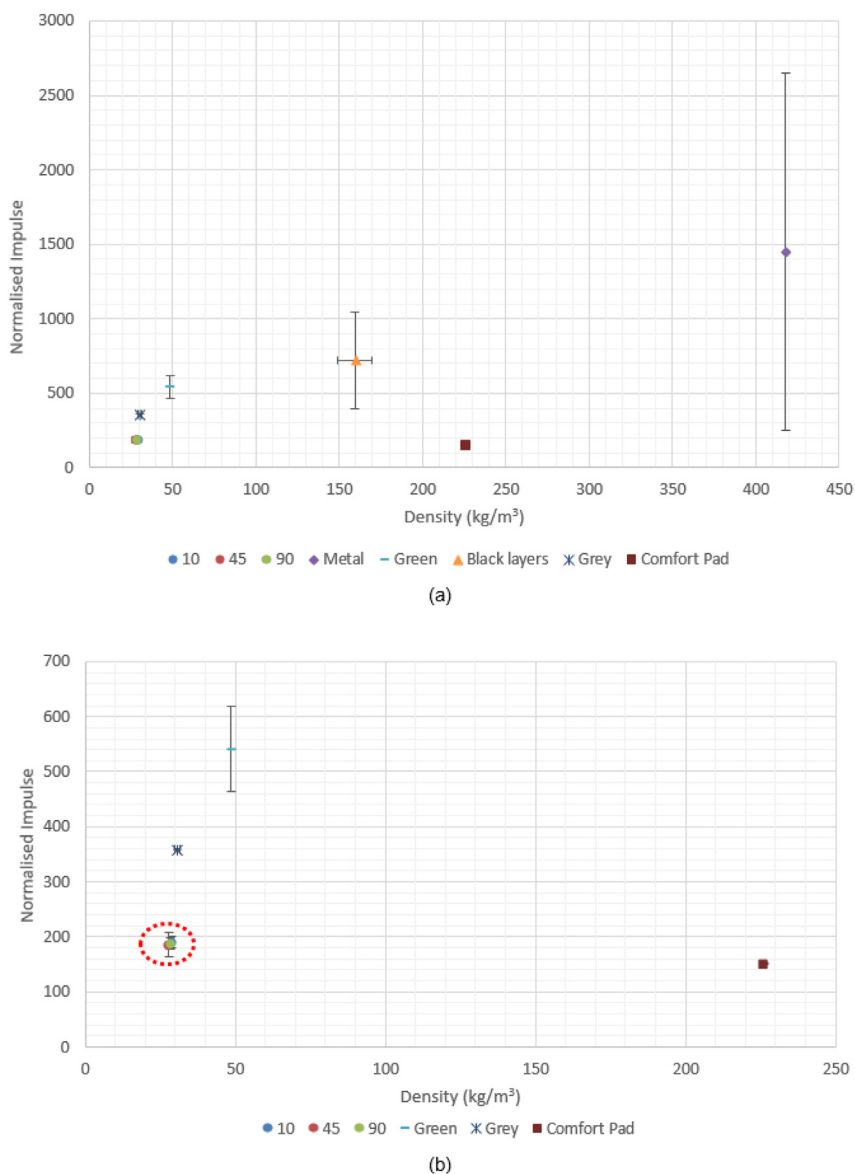 3000
2500
2000
1500
1000
500
0
Normalised Impulse
0 50 100 150 200 250 300 350 400 450
Density (kg/m³)
10 45 90 Metal Green Black layers Grey Comfort Pad
(a)
700
600
500
400
300
200
100
0
Normalised Impulse
0 50 100 150 200 250
Density (kg/m³)
10 45 90 Green Grey Comfort Pad
(b)